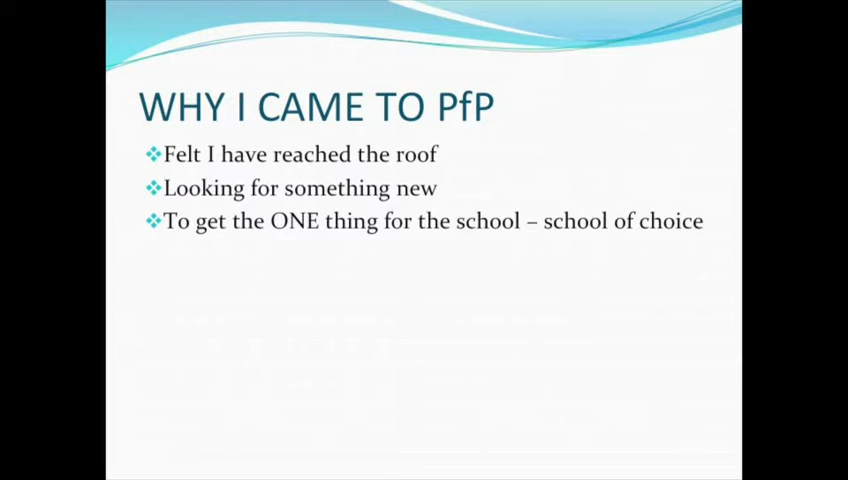 WHY I CAME TO PfP
Felt I have reached the roof
Looking for something new
To get the ONE thing for the school – school of choice